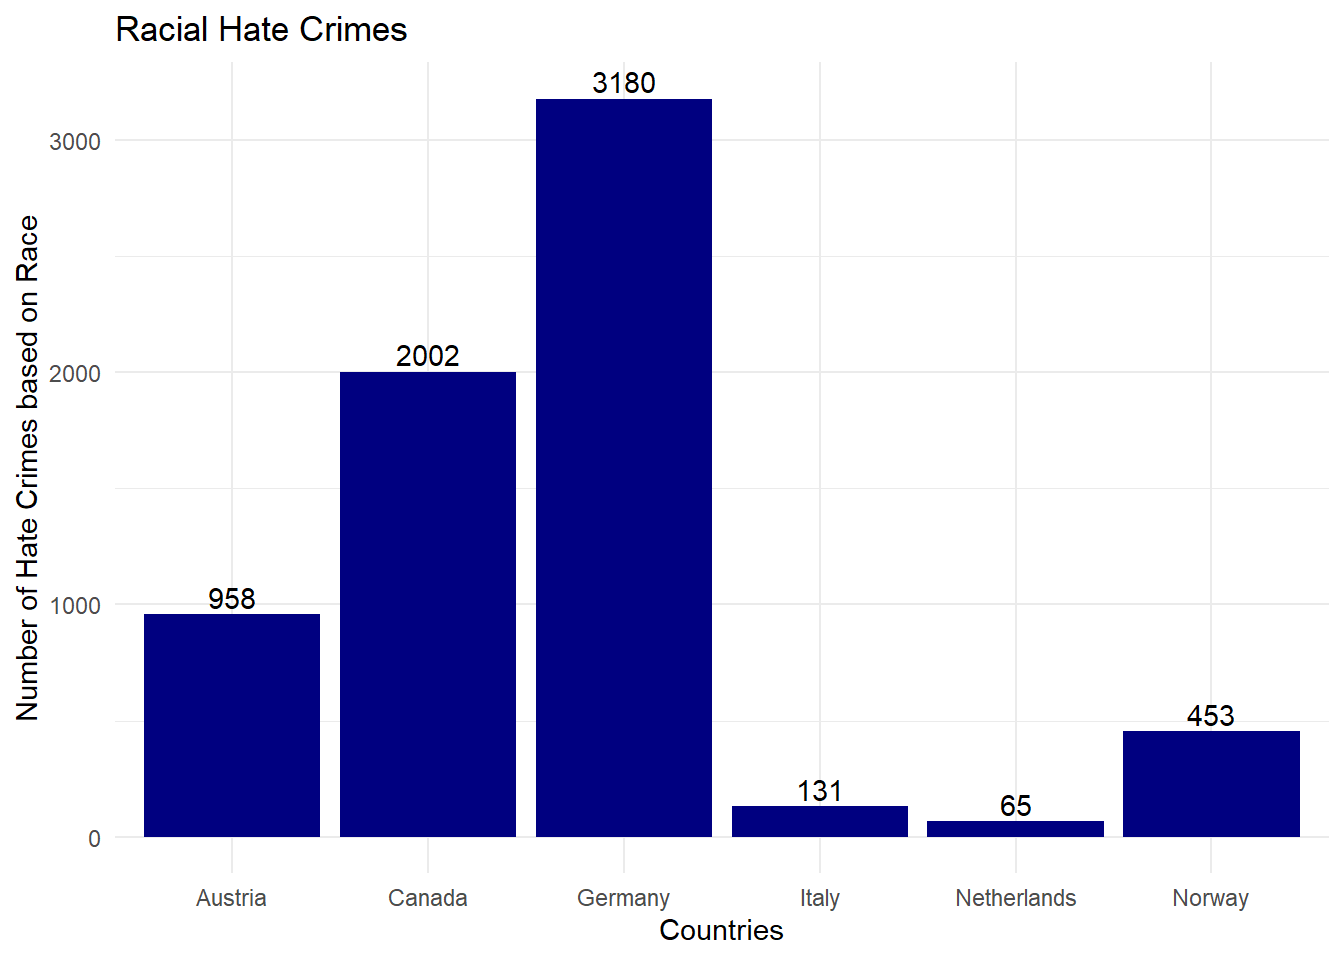 Racial Hate Crimes
Number of Hate Crimes based on Race
3000
2000
1000
0
958
2002
3180
131
65
453
Austria
Canada
Germany
Italy
Netherlands
Norway
Countries